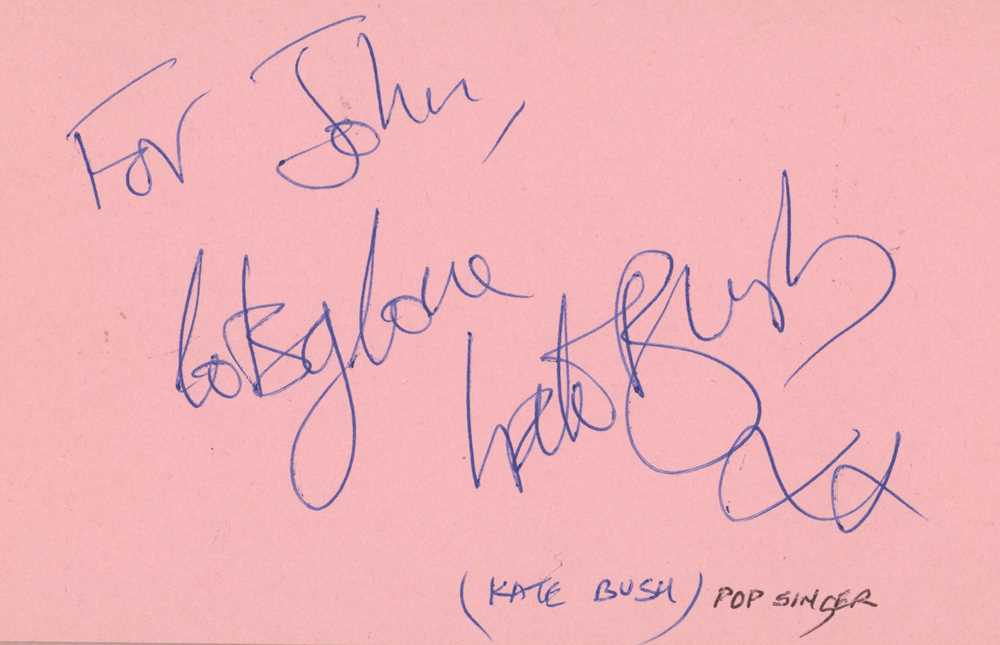 For John,
lots of love
Kate Bush xx
(KATE BUSH) POP SINGER